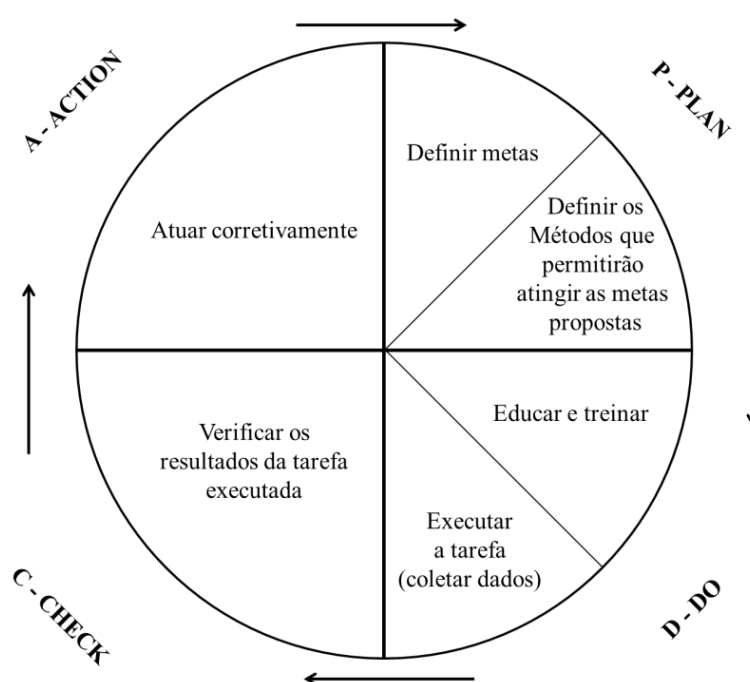 A - ACTION
P - PLAN
Definir metas
Definir os
Métodos que
permitirão
atingir as metas
propostas
Atuar corretivamente
Educar e treinar
Verificar os
resultados da tarefa
executada
Executar
a tarefa
(coletar dados)
C - CHECK
D - DO